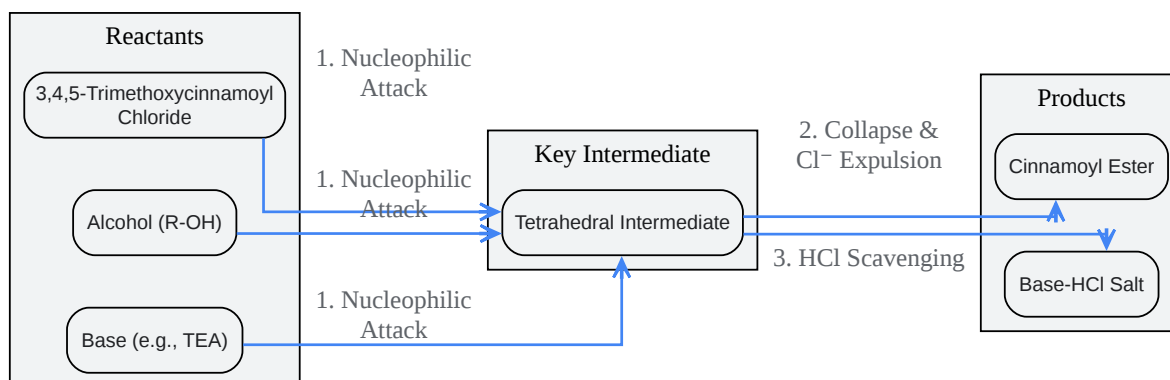 Reactants
3,4,5-Trimethoxycinnamoyl
Chloride
Alcohol (R-OH)
Base (e.g., TEA)
1. Nucleophilic
Attack
1. Nucleophilic
Attack
1. Nucleophilic
Attack
Key Intermediate
Tetrahedral Intermediate
2. Collapse &
Cl⁻ Expulsion
3. HCl Scavenging
Products
Cinnamoyl Ester
Base-HCl Salt